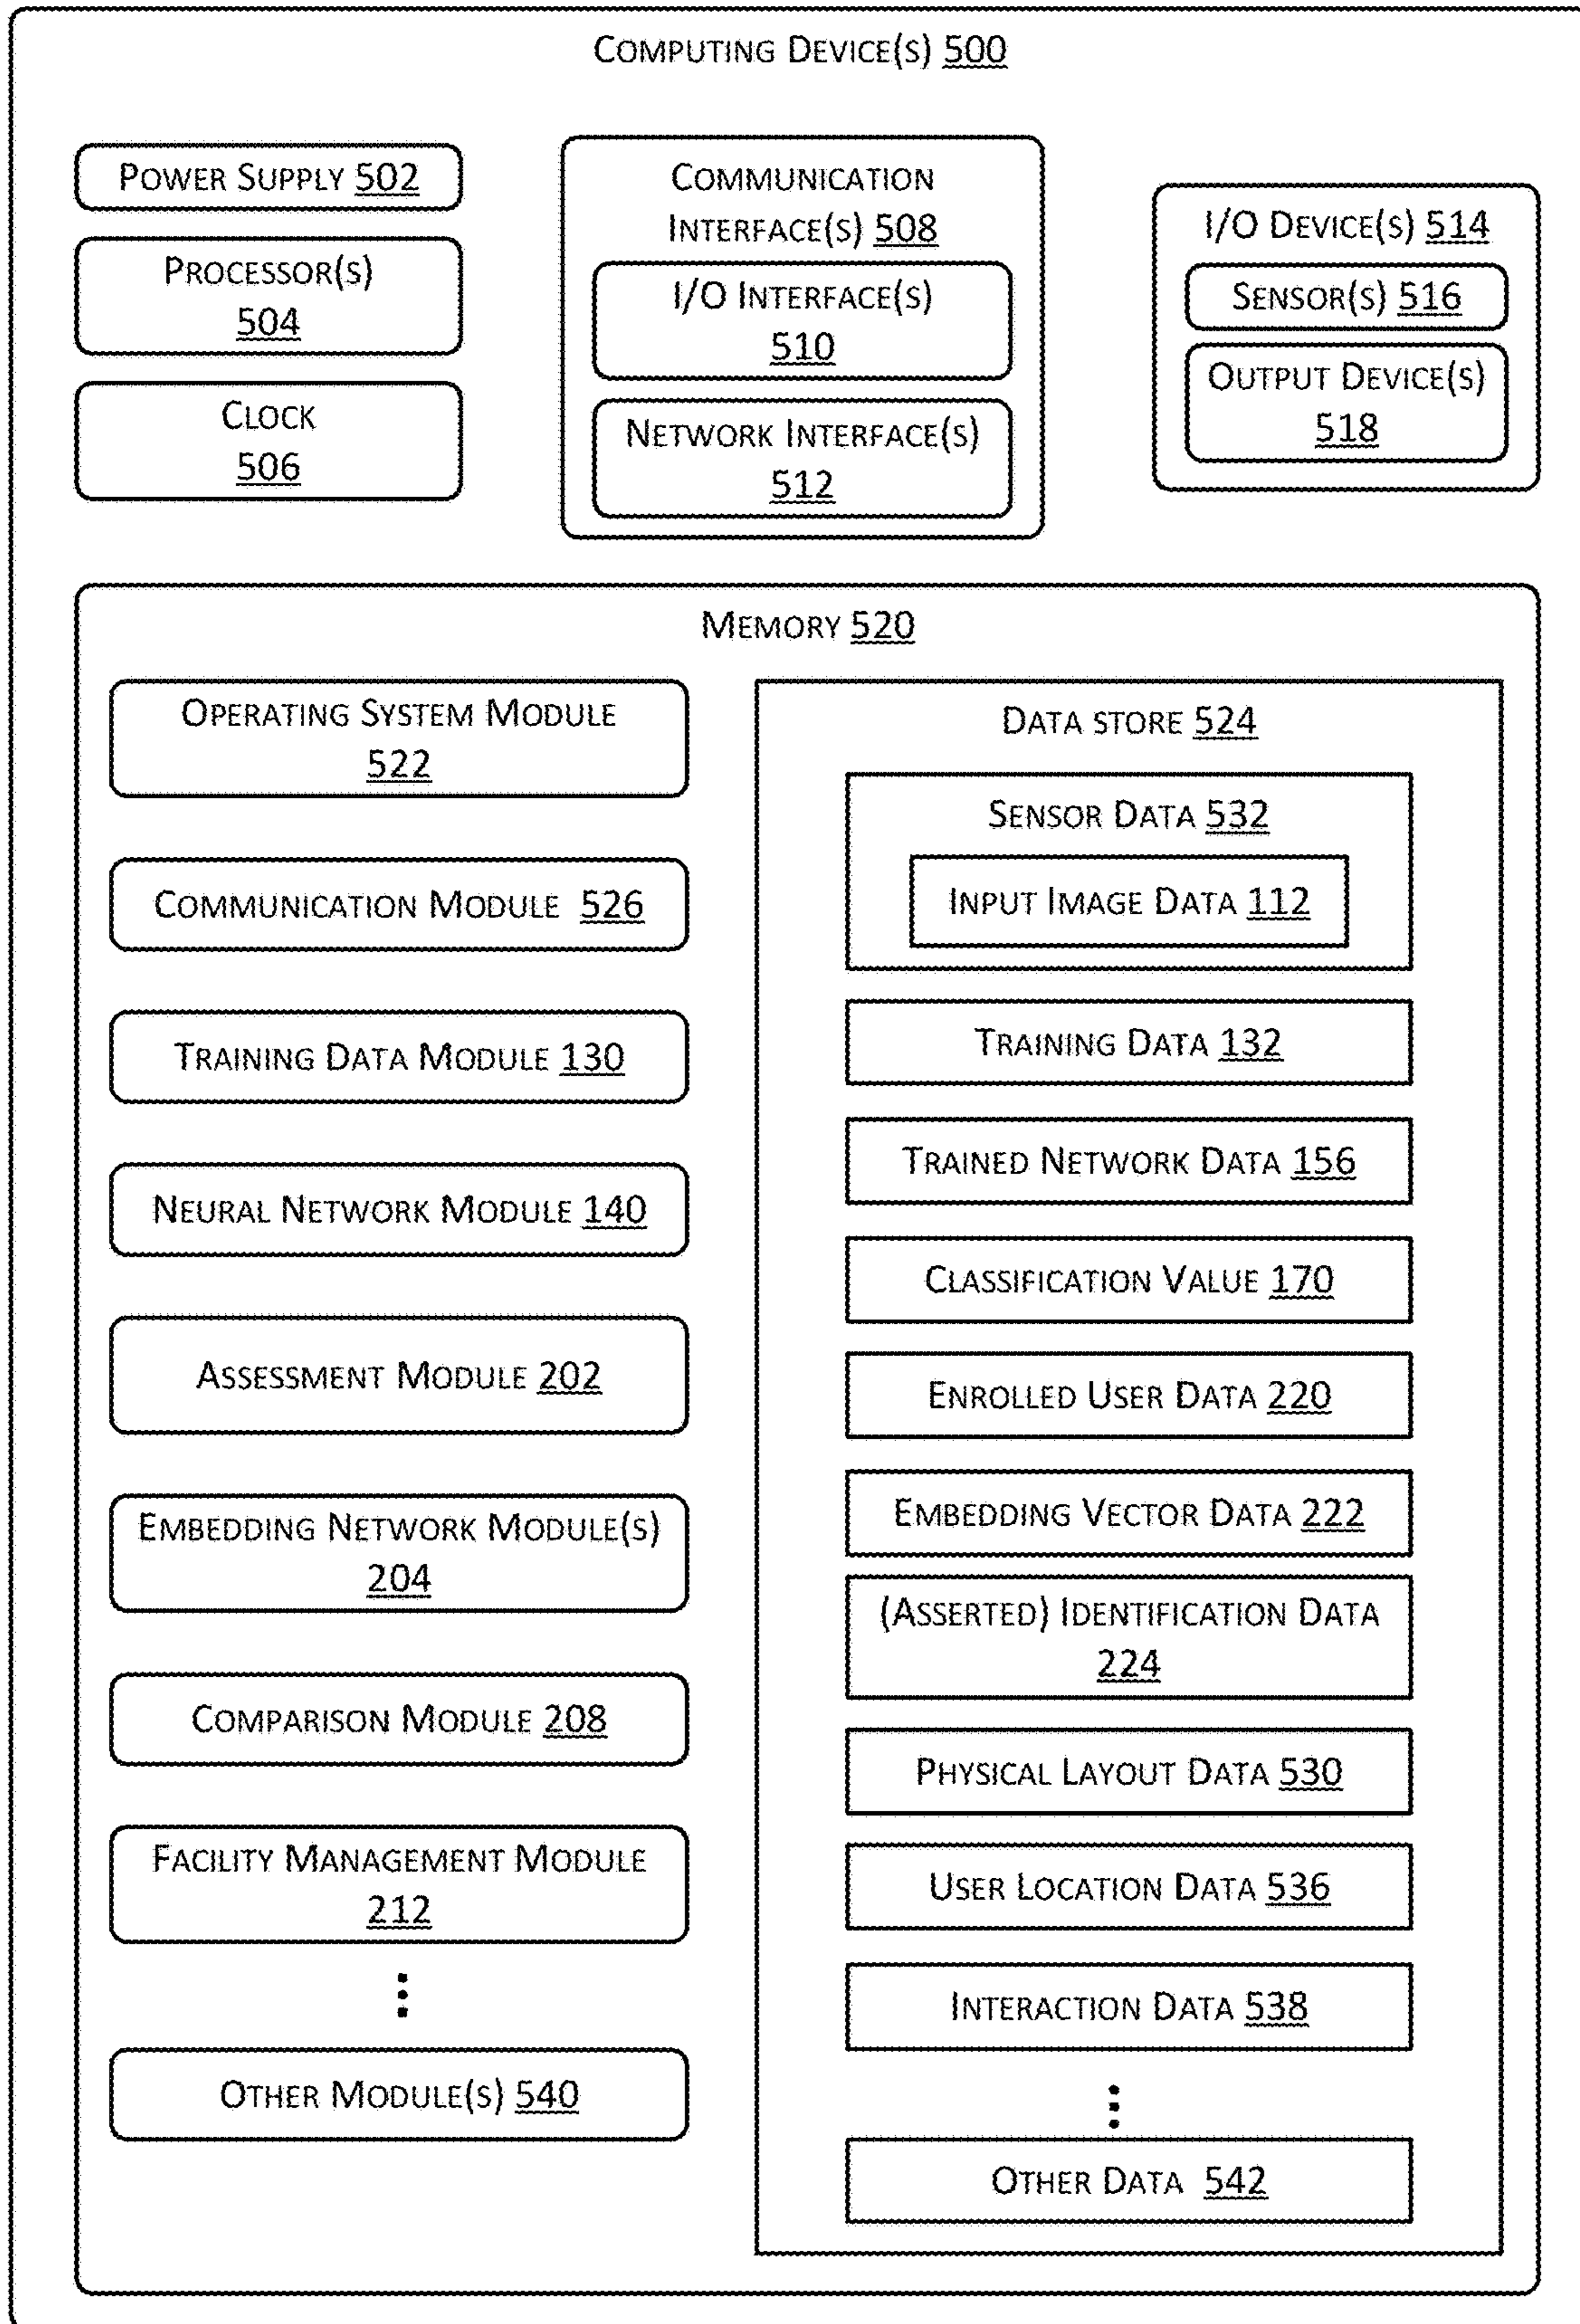 COMPUTING DEVICE(S) 500
POWER SUPPLY 502
PROCESSOR(S)
504
CLOCK
506
COMMUNICATION
INTERFACE(S) 508
I/O INTERFACE(S)
510
NETWORK INTERFACE(S)
512
I/O DEVICE(S) 514
SENSOR(S) 516
OUTPUT DEVICE(S)
518
MEMORY 520
OPERATING SYSTEM MODULE
522
COMMUNICATION MODULE 526
TRAINING DATA MODULE 130
NEURAL NETWORK MODULE 140
ASSESSMENT MODULE 202
EMBEDDING NETWORK MODULE(S)
204
COMPARISON MODULE 208
FACILITY MANAGEMENT MODULE
212
OTHER MODULE(S) 540
DATA STORE 524
SENSOR DATA 532
INPUT IMAGE DATA 112
TRAINING DATA 132
TRAINED NETWORK DATA 156
CLASSIFICATION VALUE 170
ENROLLED USER DATA 220
EMBEDDING VECTOR DATA 222
(ASSERTED) IDENTIFICATION DATA
224
PHYSICAL LAYOUT DATA 530
USER LOCATION DATA 536
INTERACTION DATA 538
OTHER DATA 542